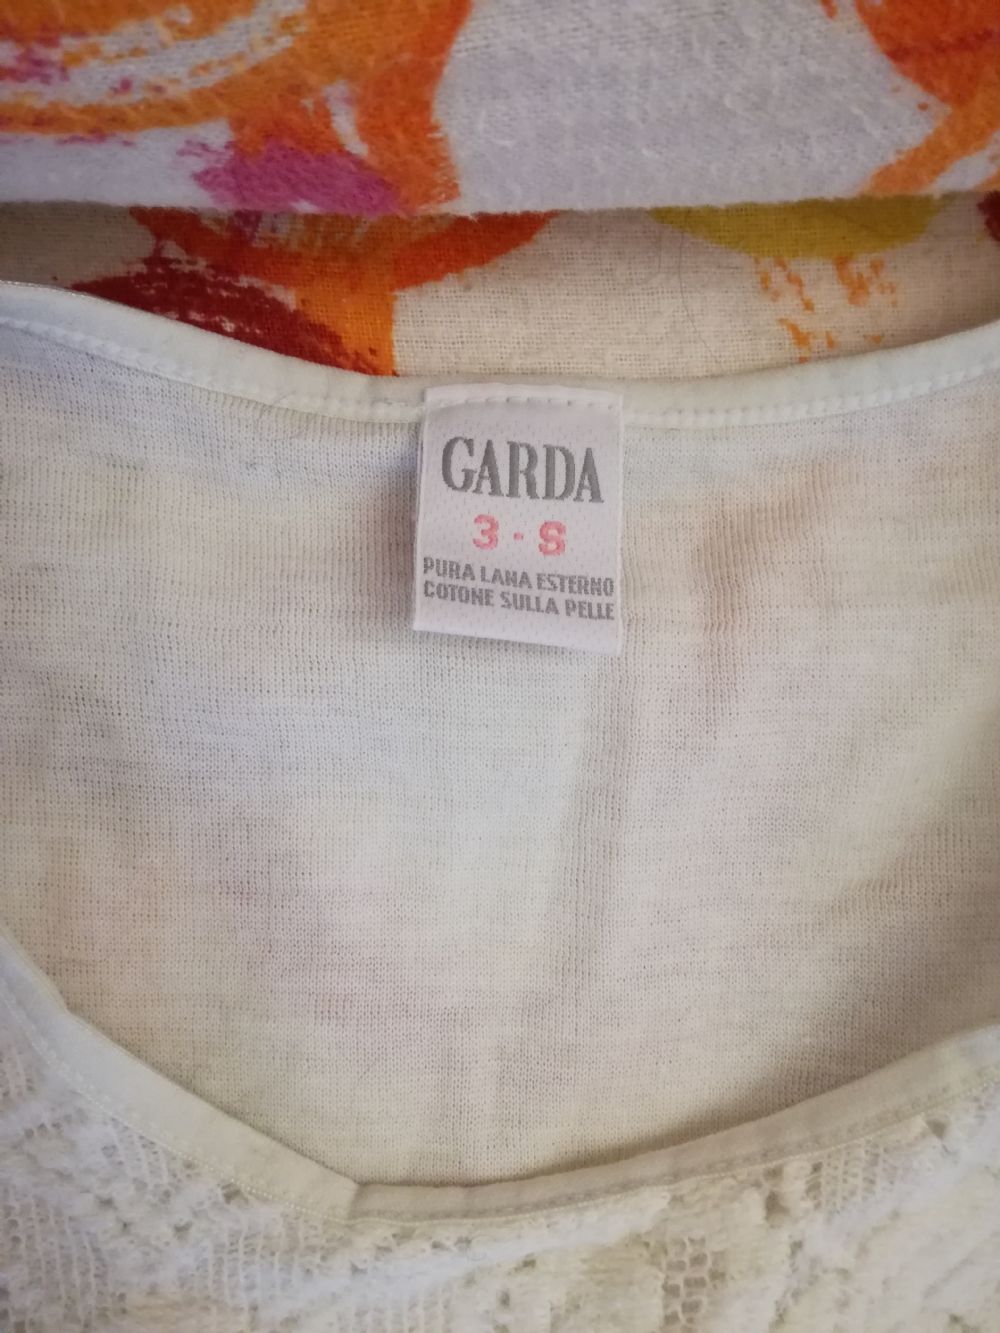 GARDA
3 - S
PURA LANA ESTERNO
COTONE SULLA PELLE